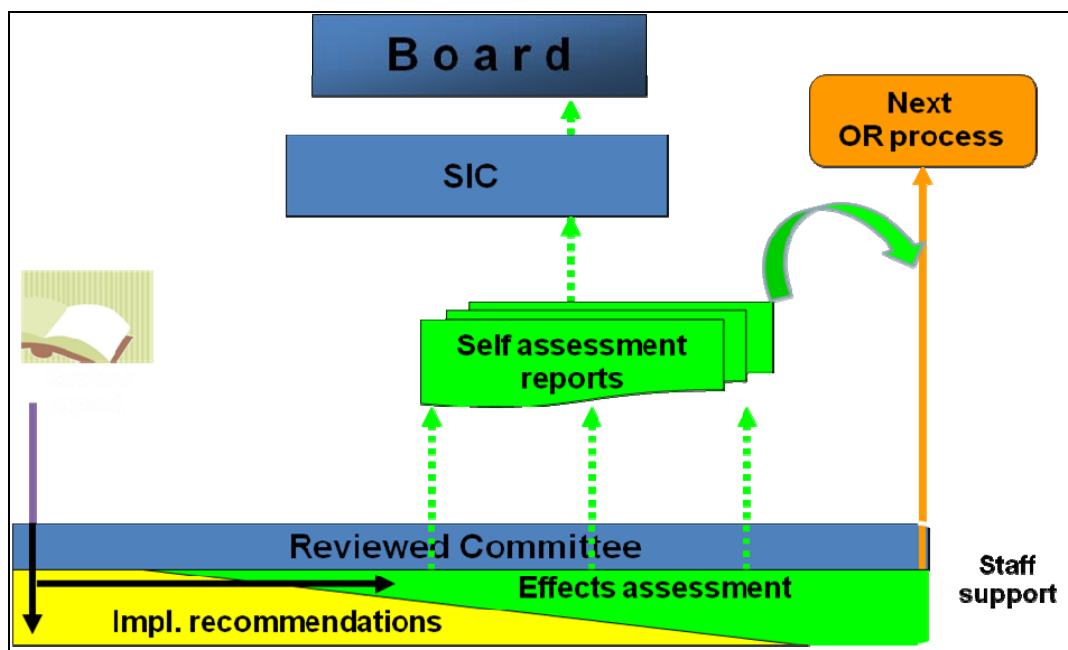 Board
Next
OR process
SIC
Self assessment
reports
Reviewed Committee
Effects assessment
Staff
support
Impl. recommendations